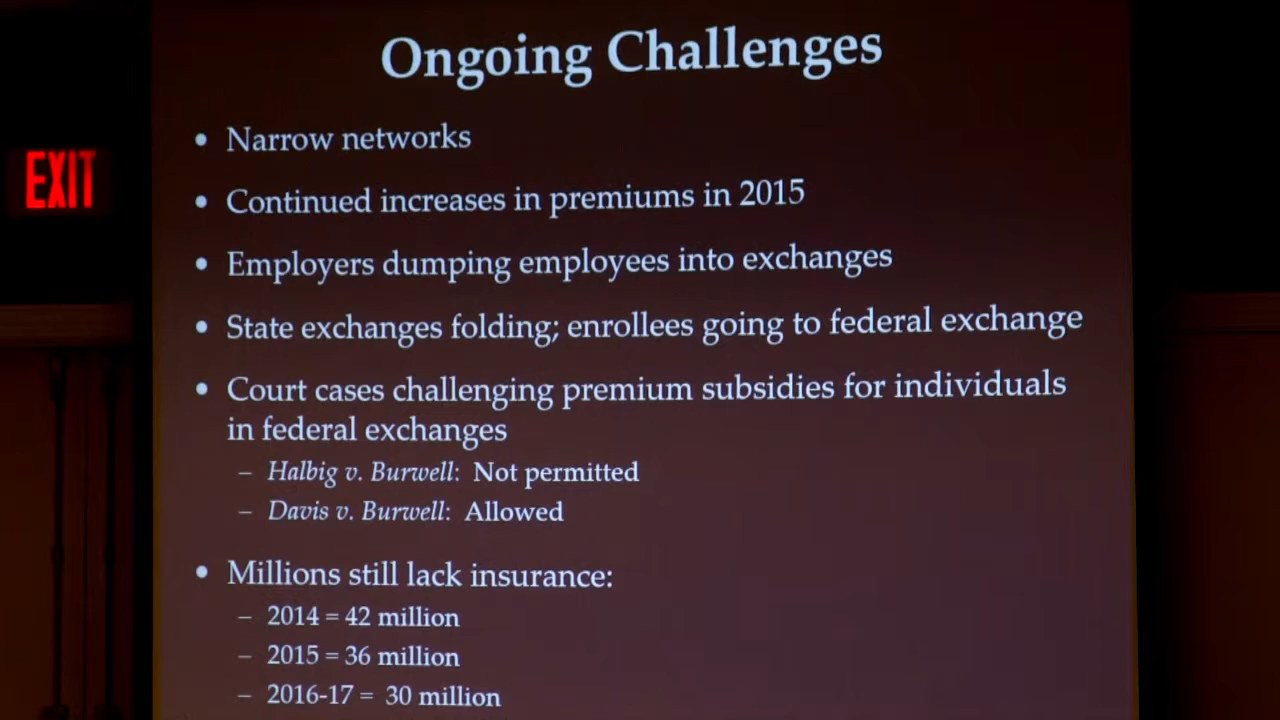 Ongoing Challenges
EXIT
• Narrow networks
• Continued increases in premiums in 2015
• Employers dumping employees into exchanges
• State exchanges folding; enrollees going to federal exchange
• Court cases challenging premium subsidies for individuals
in federal exchanges
– Halbig v. Burwell: Not permitted
– Davis v. Burwell: Allowed
• Millions still lack insurance:
– 2014 = 42 million
– 2015 = 36 million
– 2016-17 = 30 million